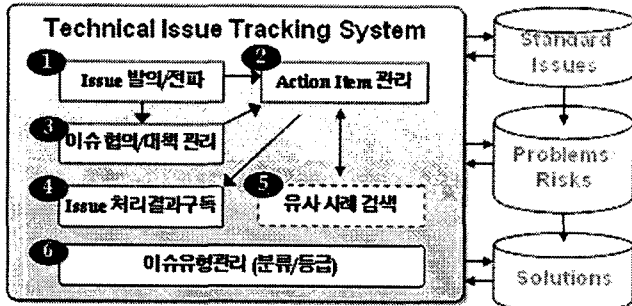 Technical Issue Tracking System
1
Issue 발의/전파
2
Action Item 관리
3
이슈 협의/대책 관리
4
Issue 처리결과구독
5
유사 사례 검색
6
이슈유형관리 (분류/등급)
Standard
Issues
Problems
Risks
Solutions